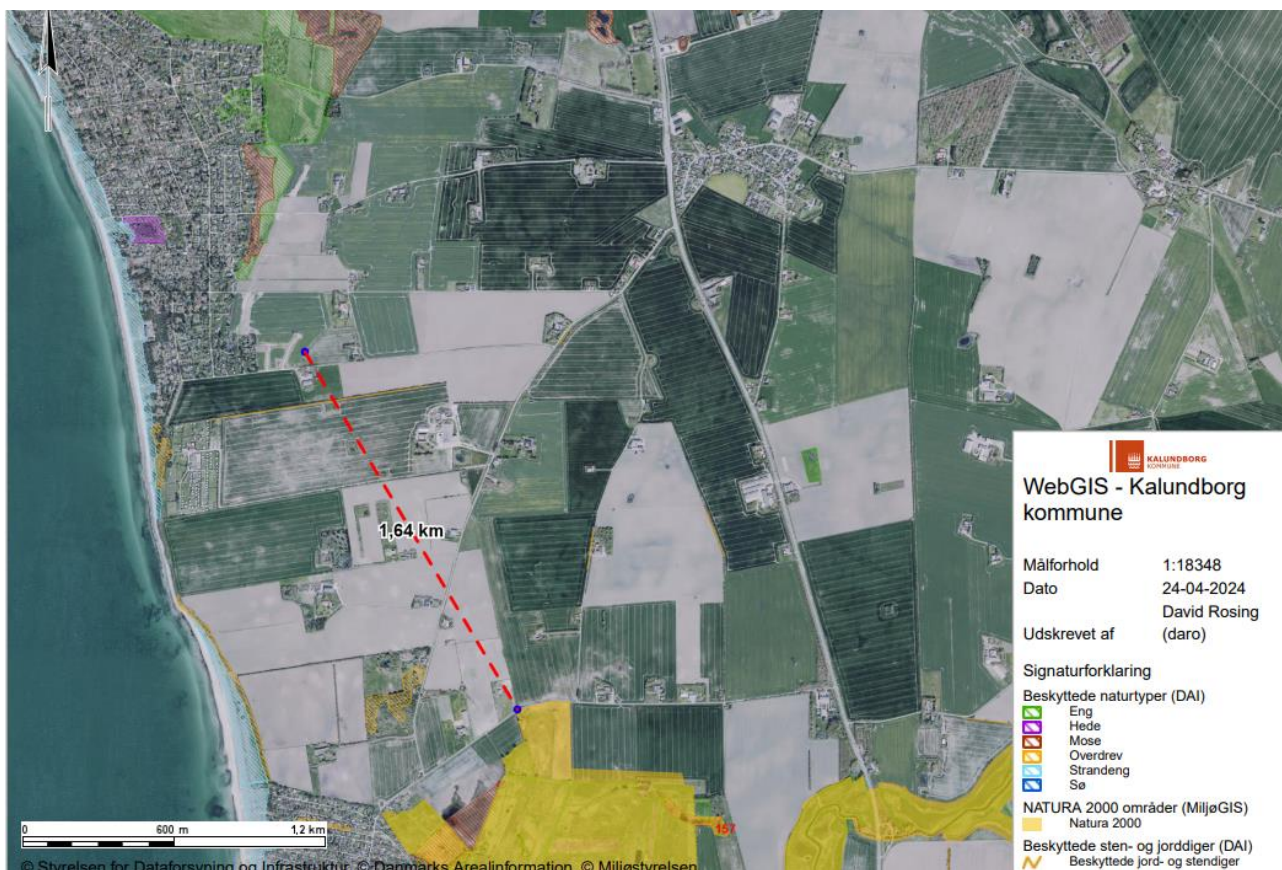 1,64 km
157
0
600 m
1,2 km
© Styrelsen for Dataforsyning og Infrastruktur, © Danmarks Arealinformation, © Miljøstyrelsen
KALUNDBORG
KOMMUNE
WebGIS - Kalundborg
kommune
Målforhold 1:18348
Dato 24-04-2024
David Rosing
Udskrevet af (daro)
Signaturforklaring
Beskyttede naturtyper (DAI)
Eng
Hede
Mose
Overdrev
Strandeng
Sø
NATURA 2000 områder (MiljøGIS)
Natura 2000
Beskyttede sten- og jorddiger (DAI)
Beskyttede jord- og stendiger